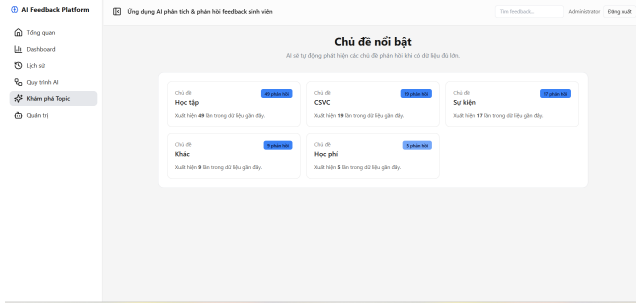 AI Feedback Platform
Ứng dụng AI phân tích & phản hồi feedback sinh viên
Tìm feedback...
Administrator
Đăng xuất
Tổng quan
Dashboard
Lịch sử
Quy trình AI
Khám phá Topic
Quản trị
Chủ đề nổi bật
AI sẽ tự động phát hiện các chủ đề phản hồi khi có dữ liệu đủ lớn.
Chủ đề
49 phản hồi
Học tập
Xuất hiện 49 lần trong dữ liệu gần đây.
Chủ đề
19 phản hồi
CSVC
Xuất hiện 19 lần trong dữ liệu gần đây.
Chủ đề
17 phản hồi
Sự kiện
Xuất hiện 17 lần trong dữ liệu gần đây.
Chủ đề
9 phản hồi
Khác
Xuất hiện 9 lần trong dữ liệu gần đây.
Chủ đề
5 phản hồi
Học phí
Xuất hiện 5 lần trong dữ liệu gần đây.